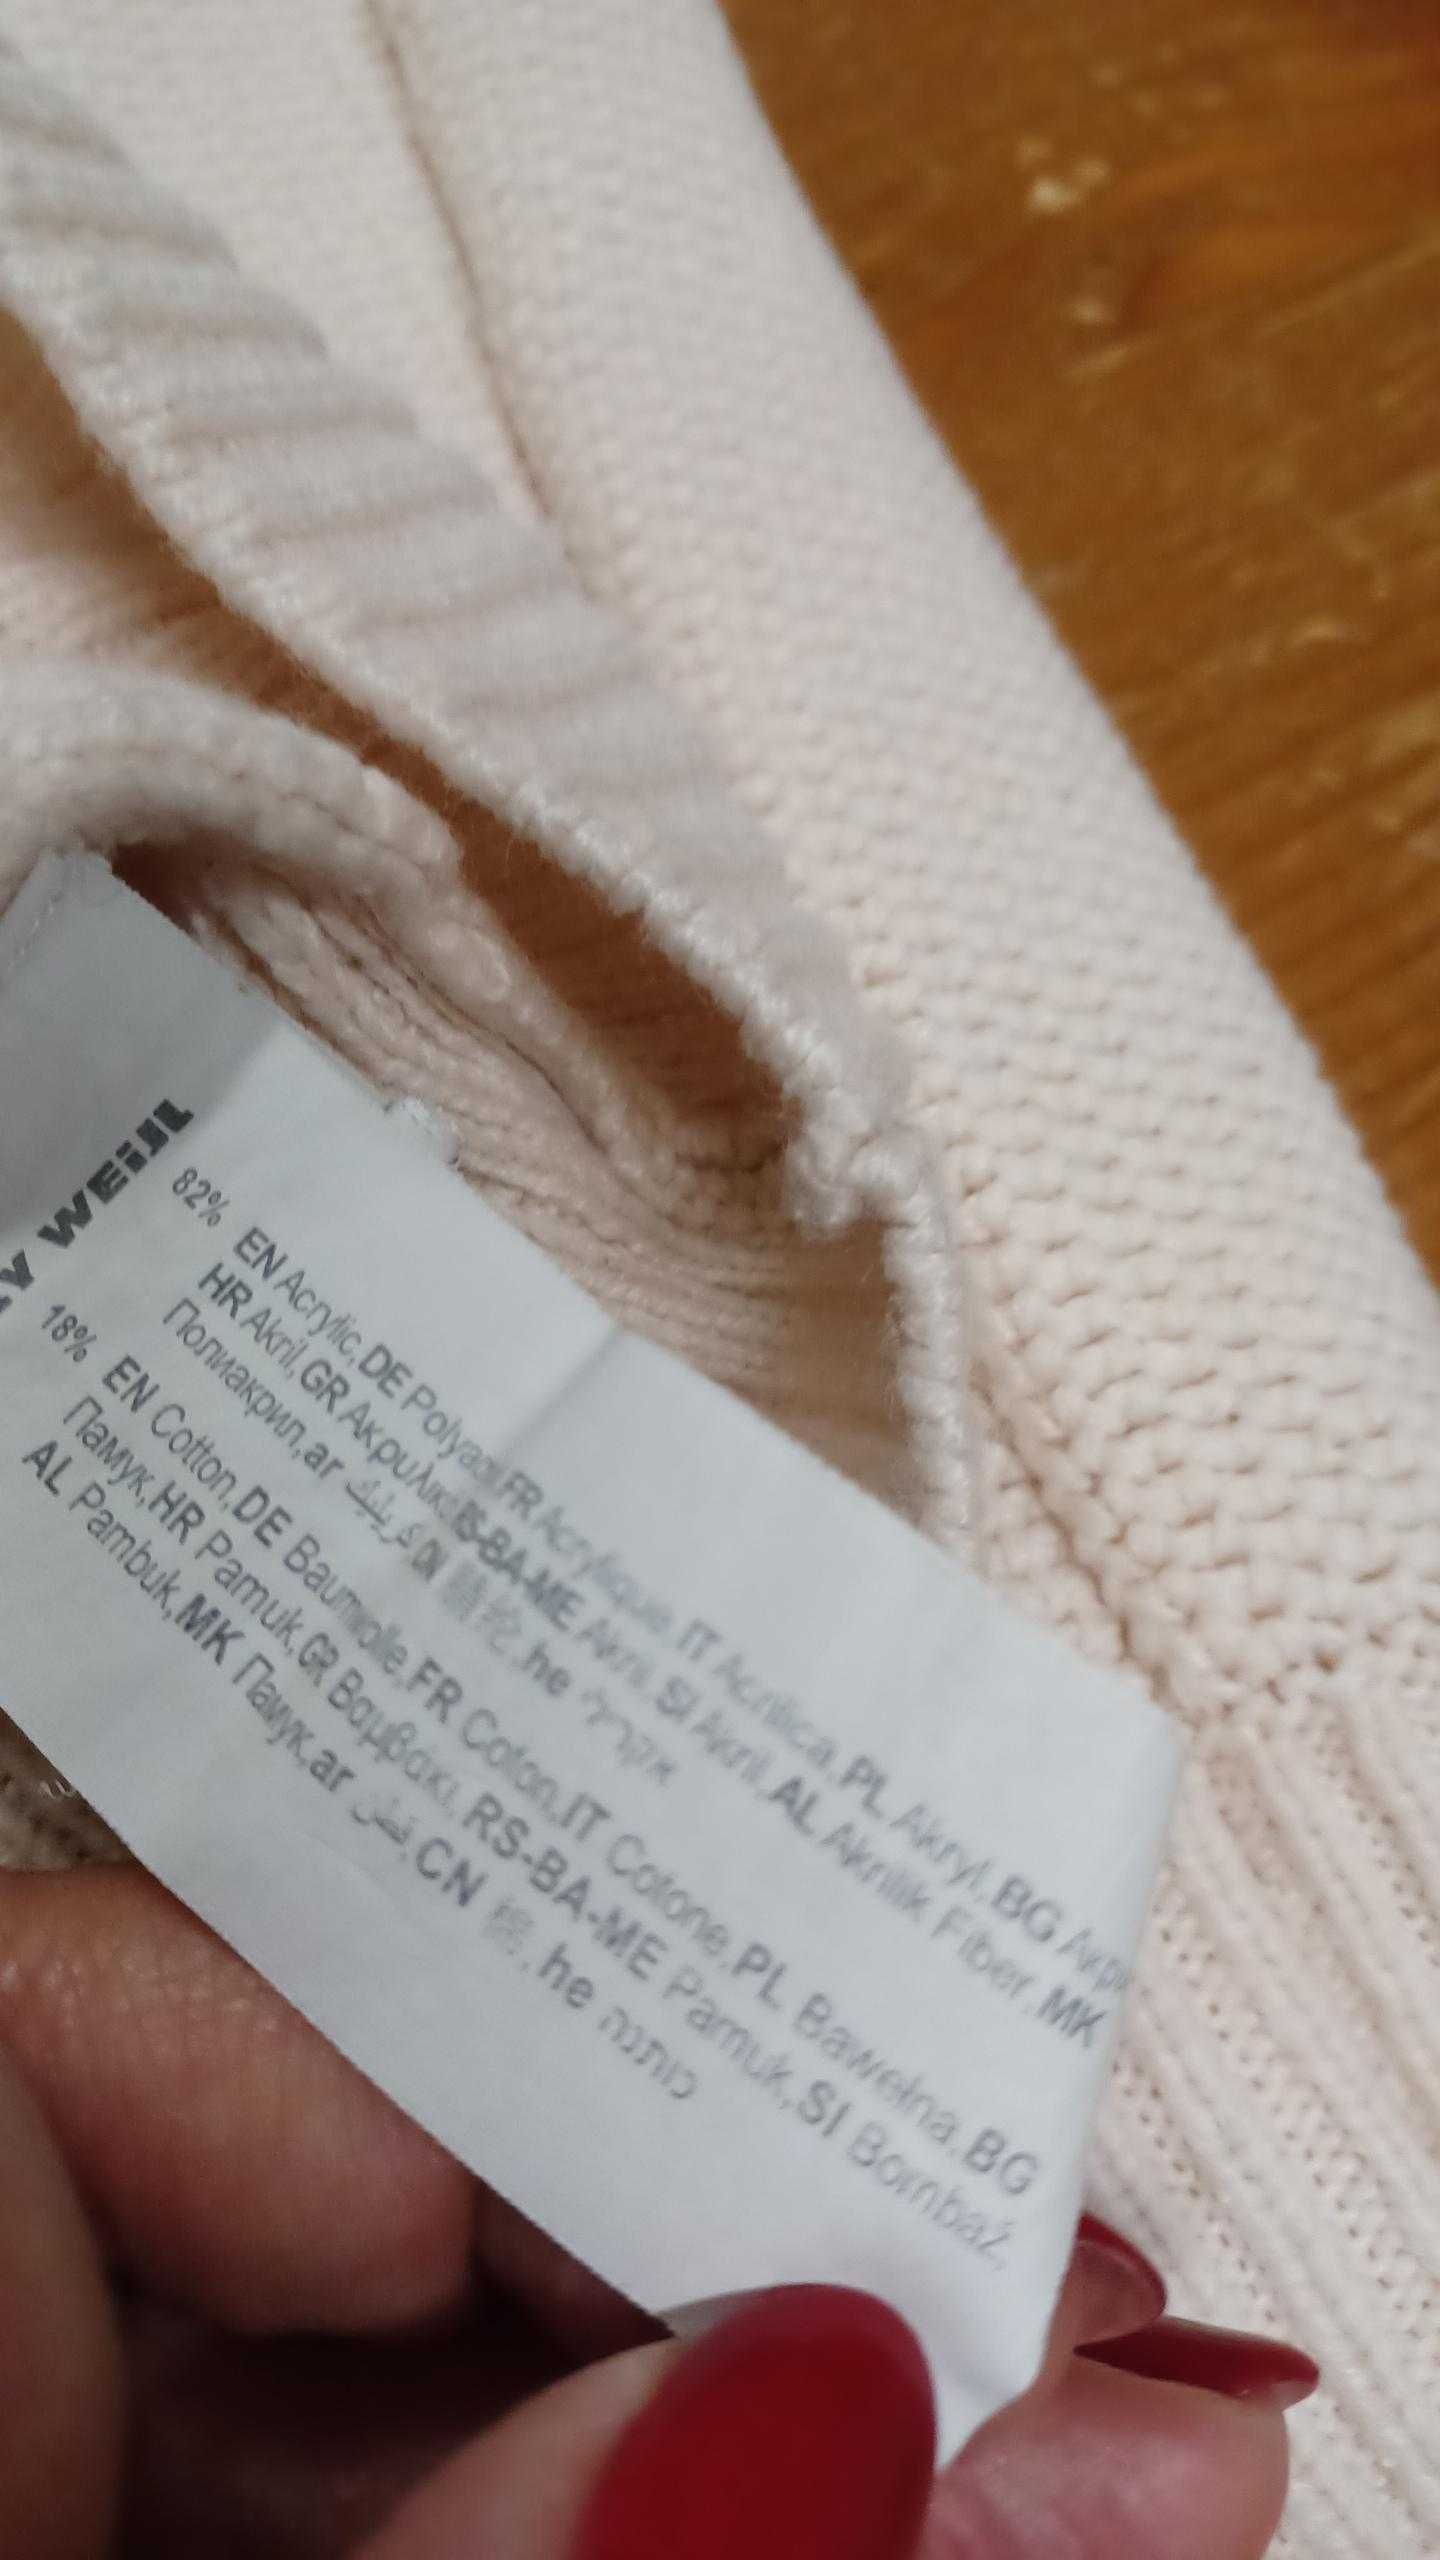 Y WEiJL
82% EN Acrylic,DE Polyacryl,FR Acrylique,IT Acrilica,PL Akryl,BG
HR Akril,GR Ακρυλικό,RS-BA-ME Akril,SI Akril,AL Akrilik Fiber,MK
Полиакрил,ar أكريليك,CN 腈纶,he אקרילי
18% EN Cotton,DE Baumwolle,FR Coton,IT Cotone,PL Bawełna,BG
Памук,HR Pamuk,GR Βαμβάκι,RS-BA-ME Pamuk,SI Bombaž,
AL Pambuk,MK Памук,ar قطن,CN 棉,he כותנה